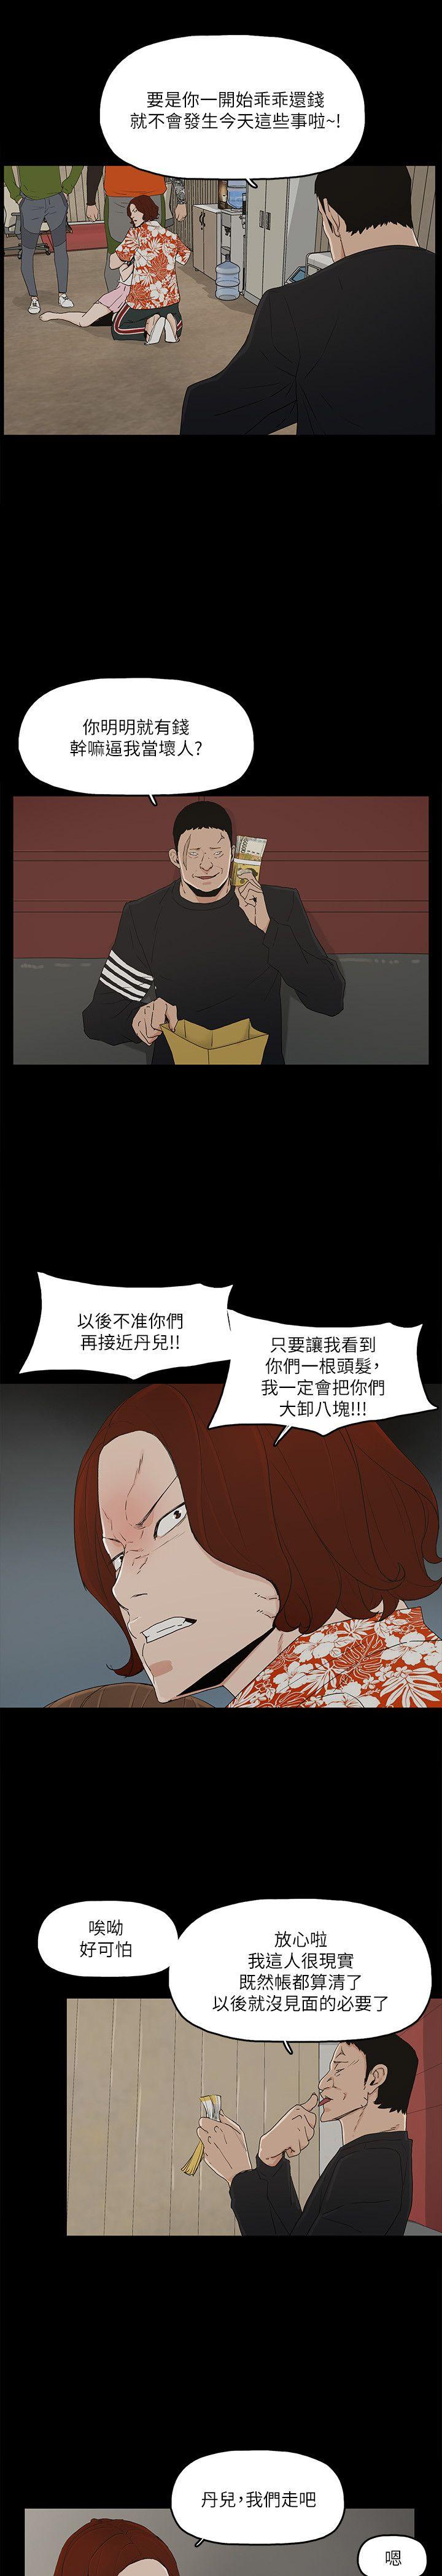 要是你一開始乖乖還錢
就不會發生今天這些事啦~!
你明明就有錢
幹嘛逼我當壞人?
以後不准你們
再接近丹兒!!
只要讓我看到
你們一根頭髮,
我一定會把你們
大卸八塊!!!
唉呦
好可怕
放心啦
我這人很現實
既然帳都算清了
以後就沒見面的必要了
丹兒,我們走吧
嗯